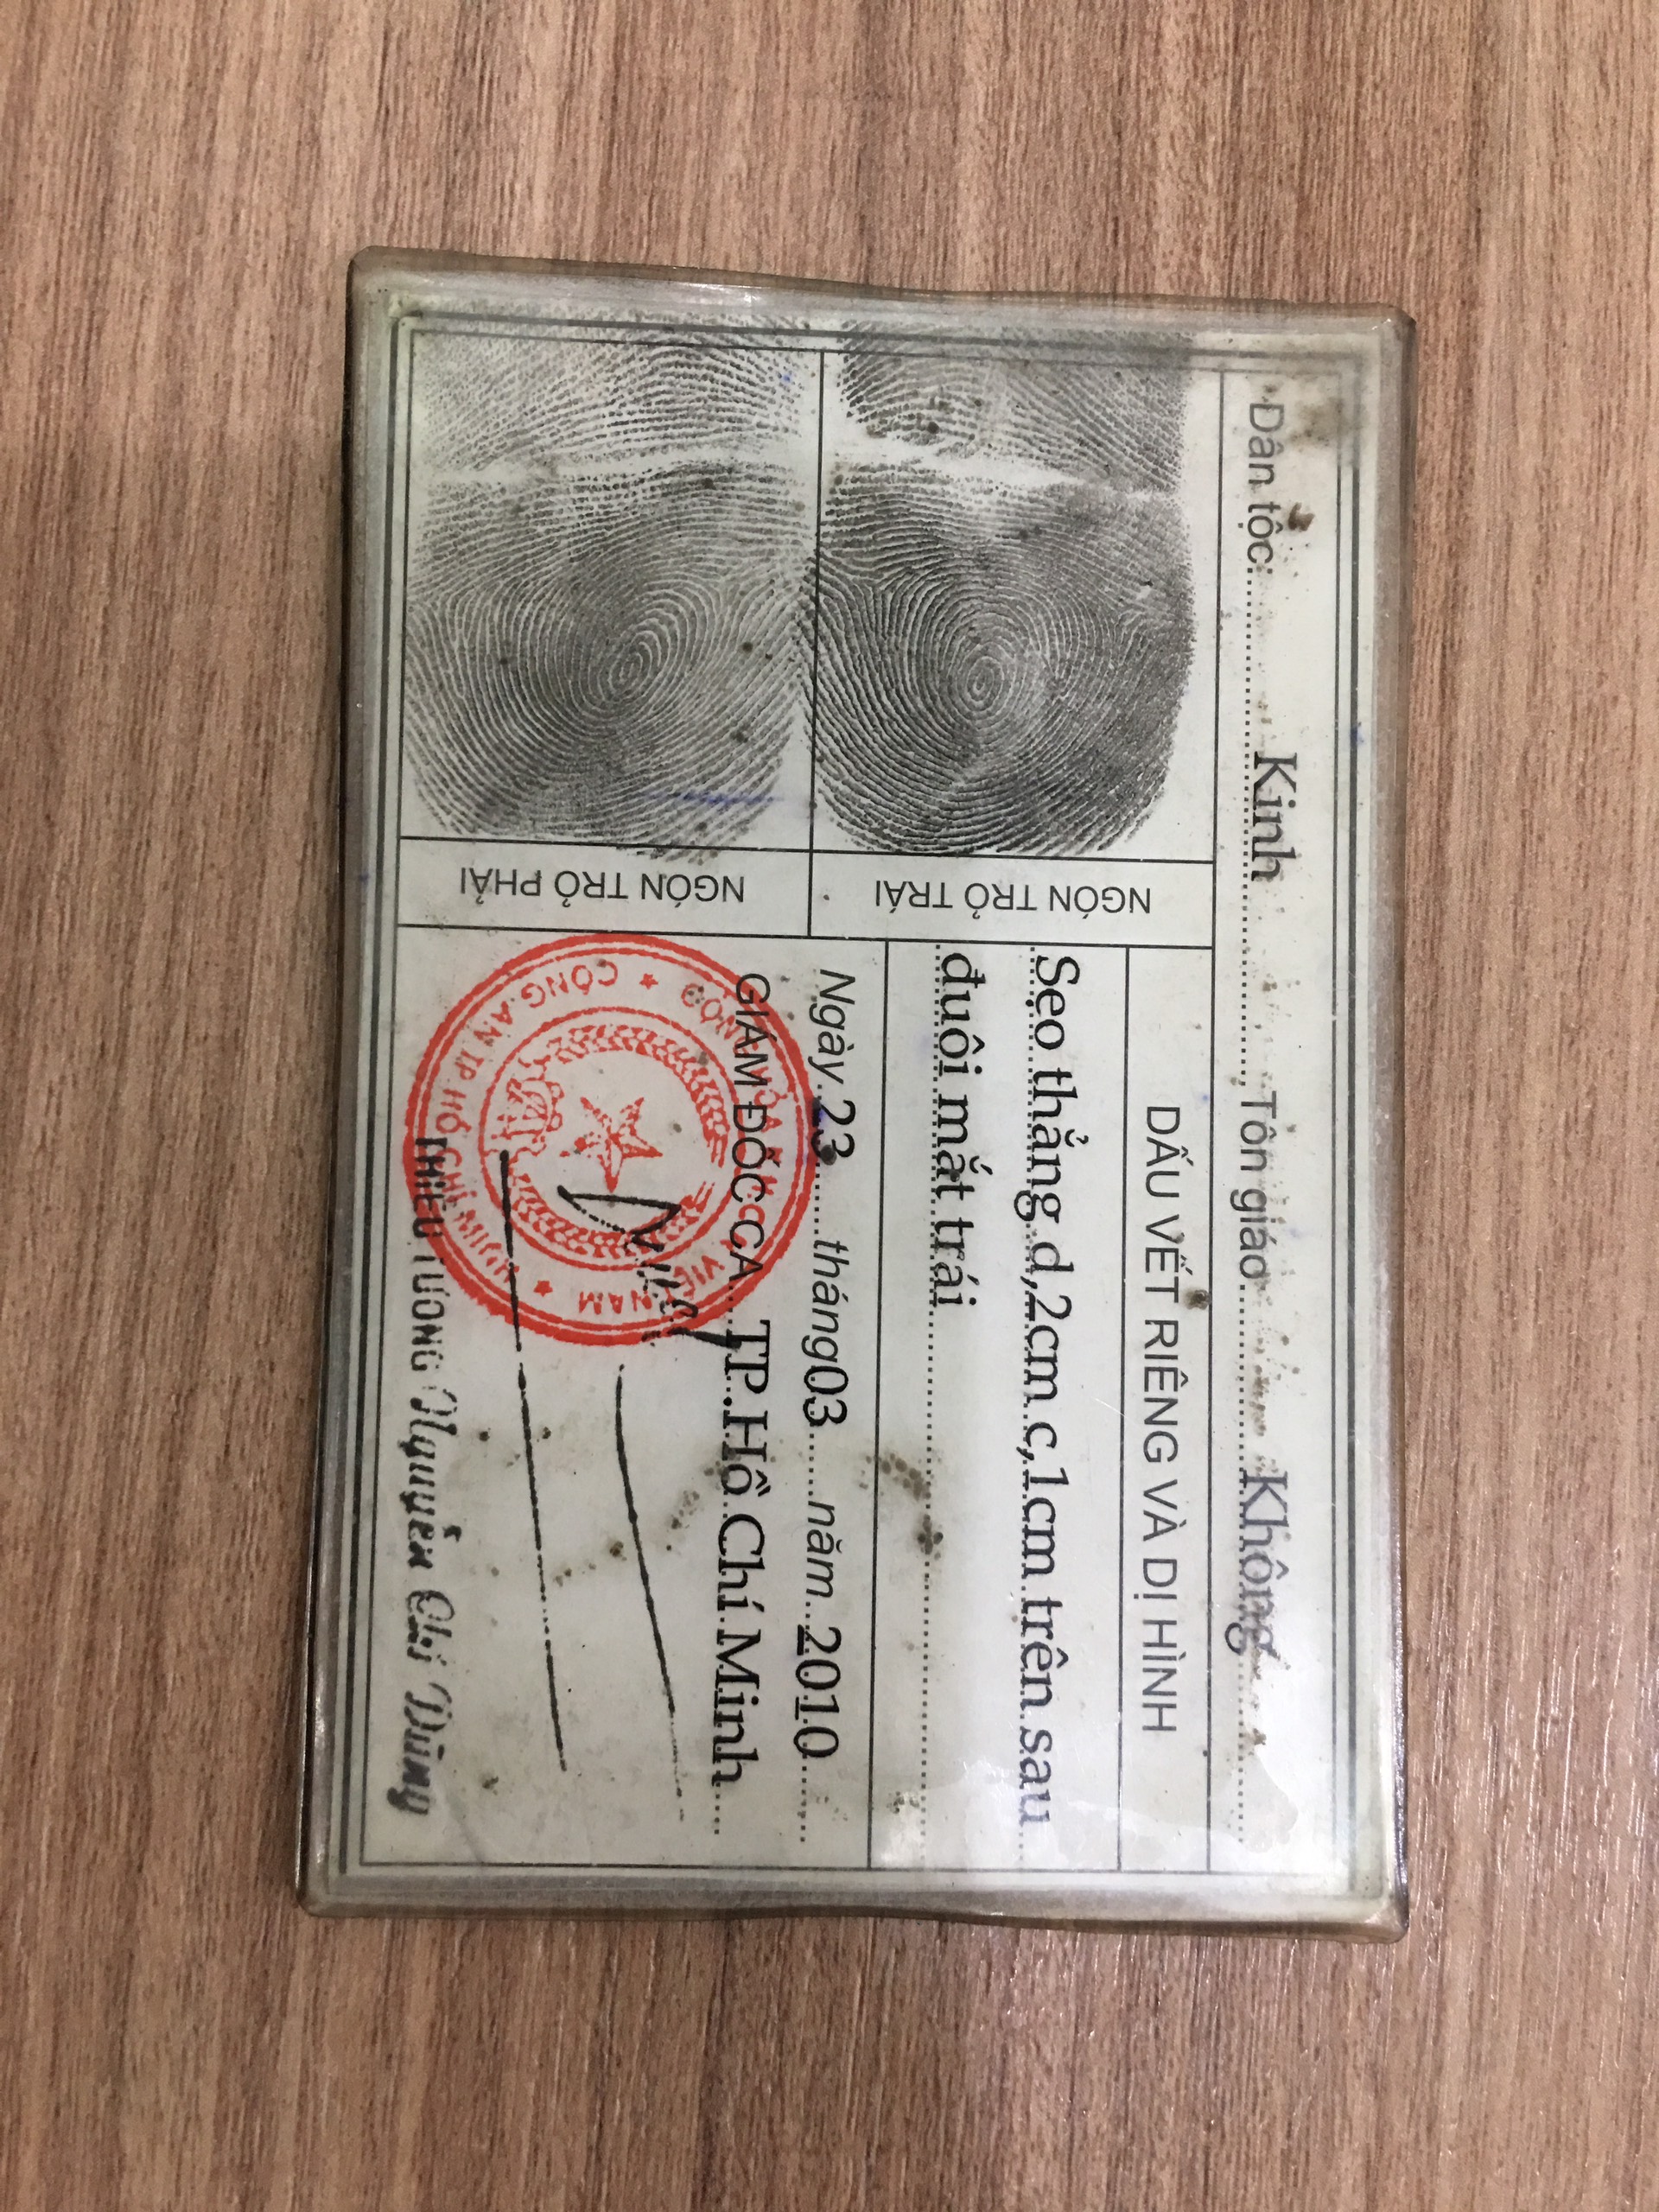 Dân tộc: Kinh Tôn giáo: Không
NGÓN TRỎ TRÁI
DẤU VẾT RIÊNG VÀ DỊ HÌNH
Sẹo thẳng d,2cm c,1cm trên sau
đuôi mắt trái
NGÓN TRỎ PHẢI
Ngày 23 tháng 03 năm 2010
GIÁM ĐỐC CA TP.Hồ Chí Minh
VIỆT NAM
CÔNG AN TP HỒ CHÍ MINH
THIẾU TƯỚNG Nguyễn Chí Dũng